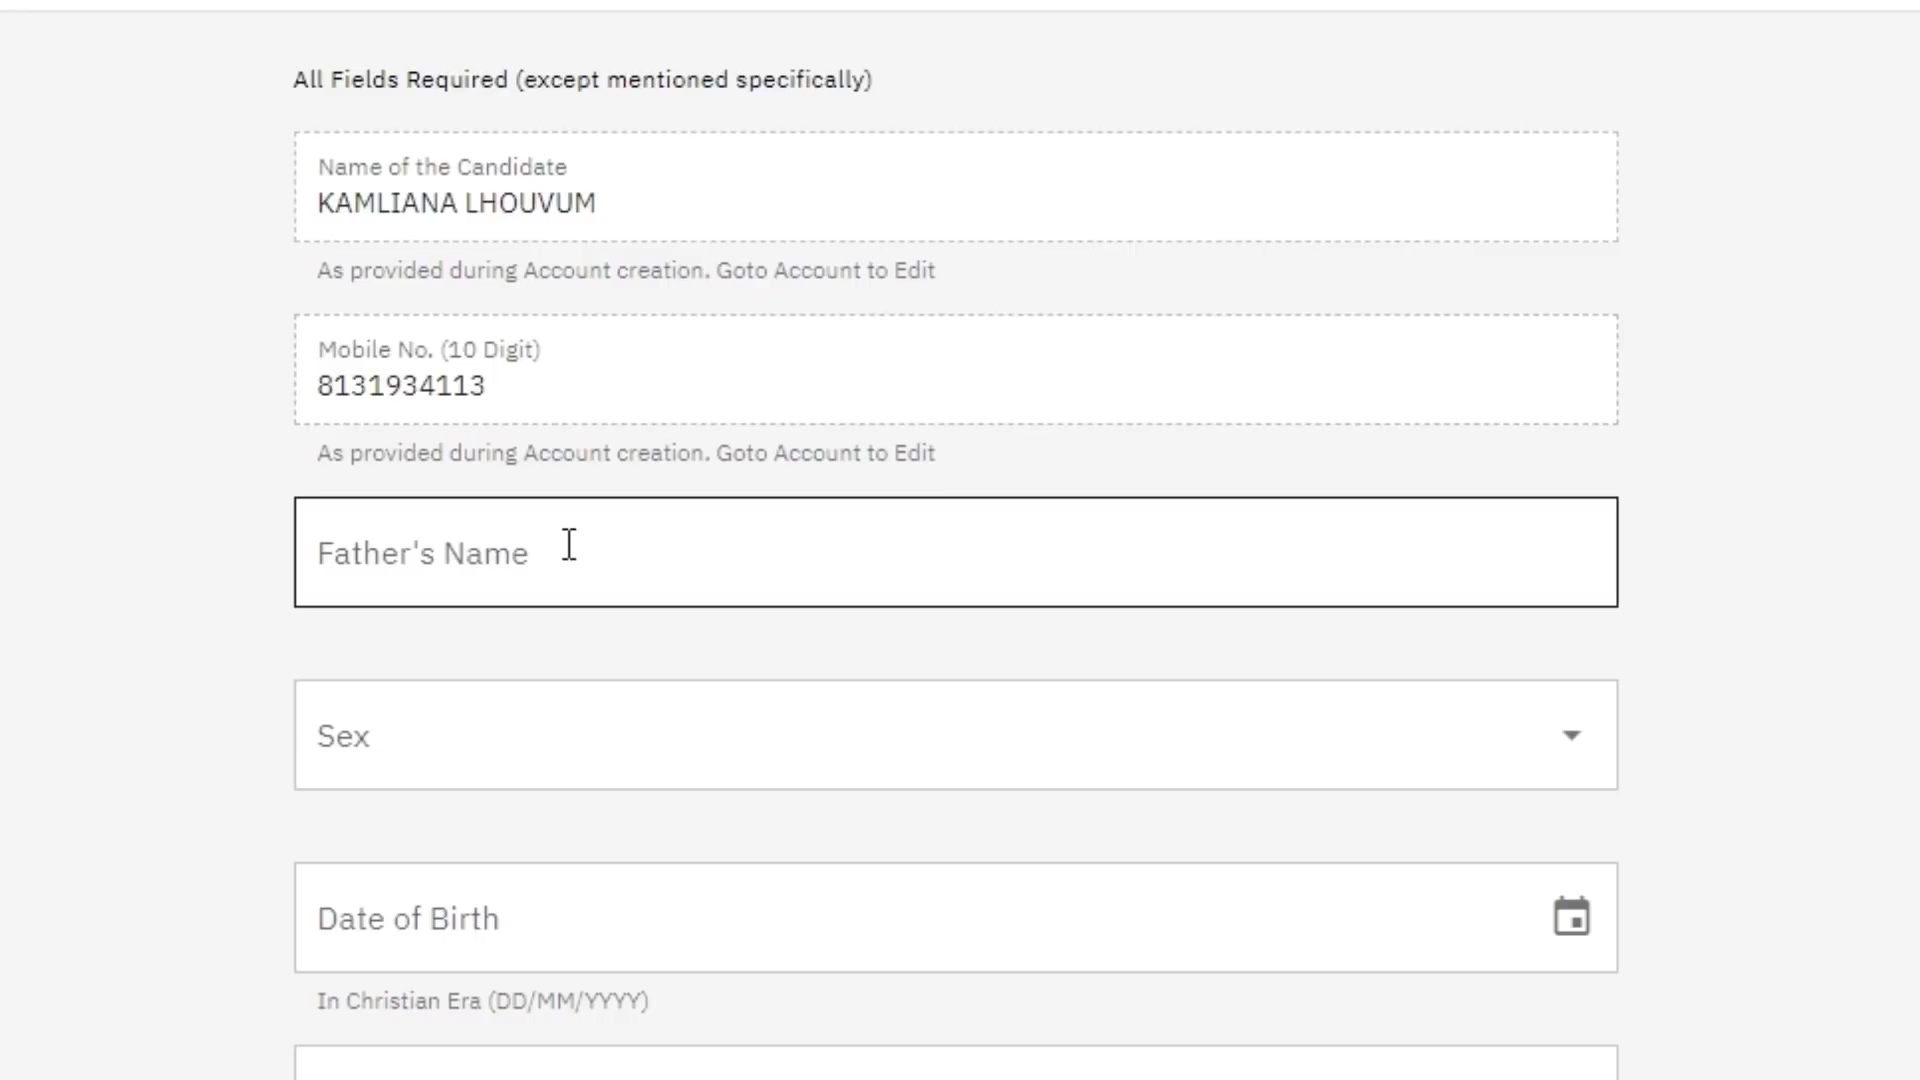 All Fields Required (except mentioned specifically)
Name of the Candidate
KAMLIANA LHOUVUM
As provided during Account creation. Goto Account to Edit
Mobile No. (10 Digit)
8131934113
As provided during Account creation. Goto Account to Edit
Father's Name
Sex
Date of Birth
In Christian Era (DD/MM/YYYY)